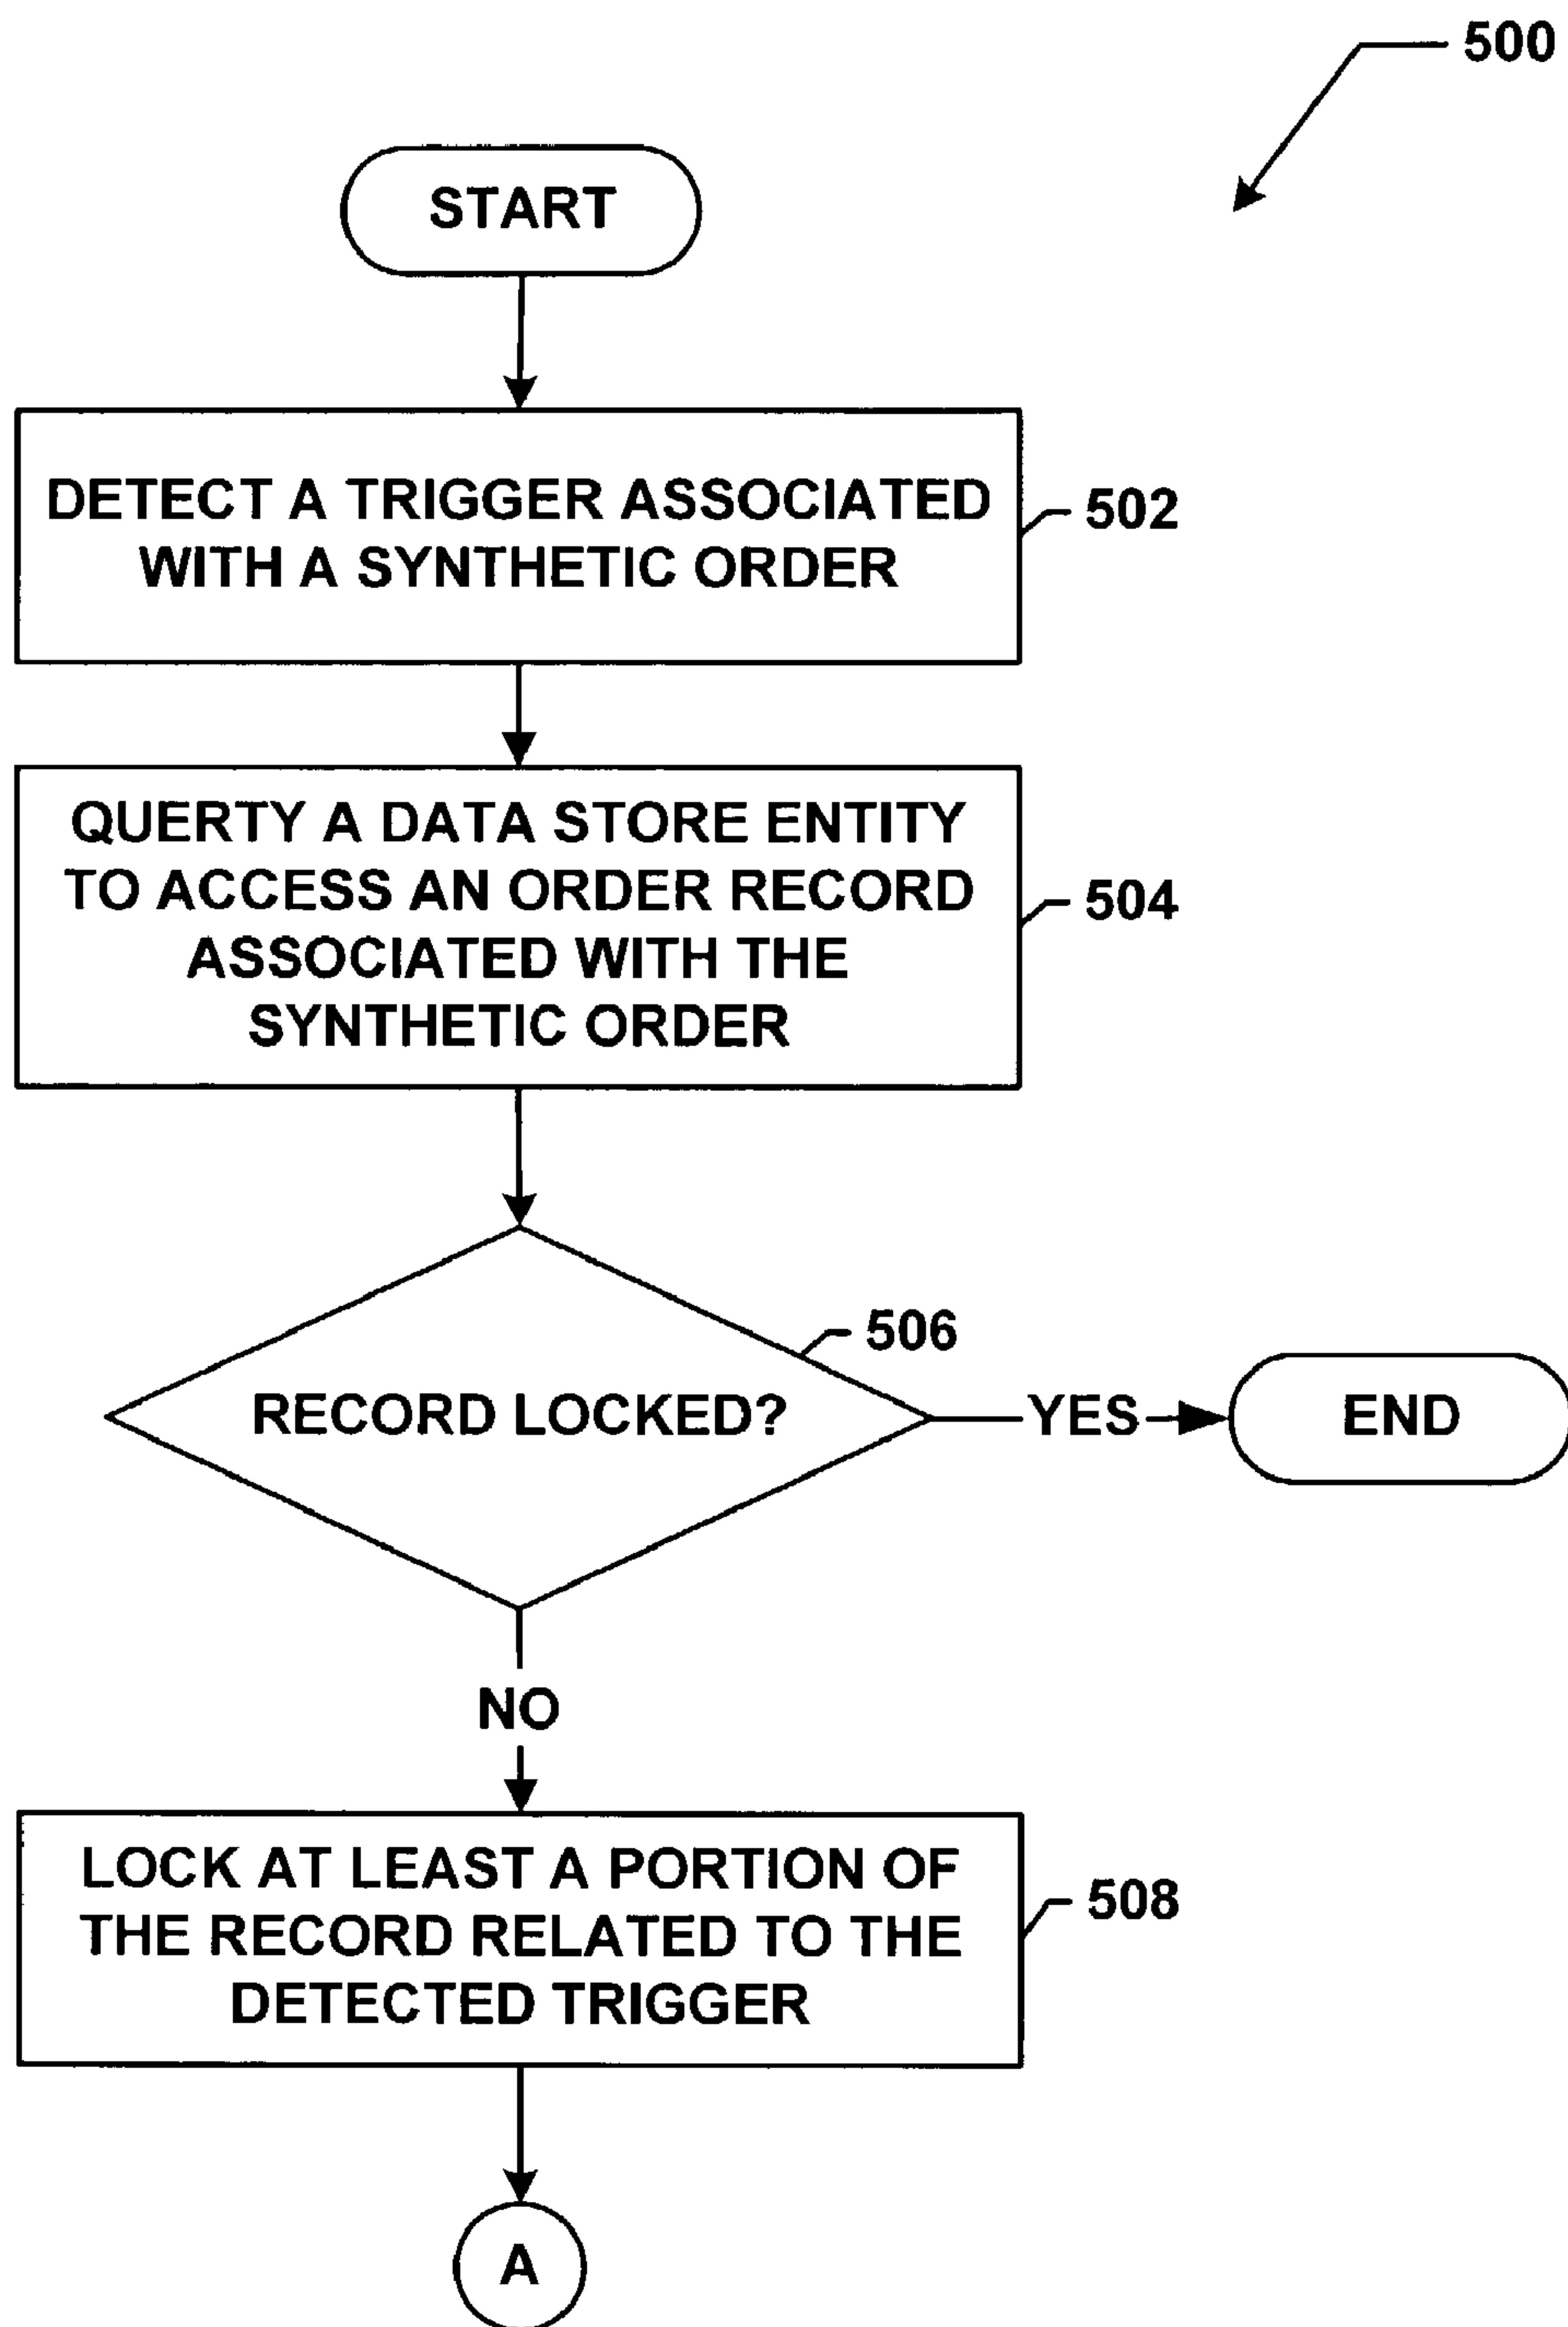 500
START
DETECT A TRIGGER ASSOCIATED
WITH A SYNTHETIC ORDER
502
QUERTY A DATA STORE ENTITY
TO ACCESS AN ORDER RECORD
ASSOCIATED WITH THE
SYNTHETIC ORDER
504
506
RECORD LOCKED?
YES
END
NO
LOCK AT LEAST A PORTION OF
THE RECORD RELATED TO THE
DETECTED TRIGGER
508
A